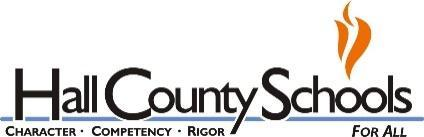 Hall County Schools
CHARACTER · COMPETENCY · RIGOR FOR ALL